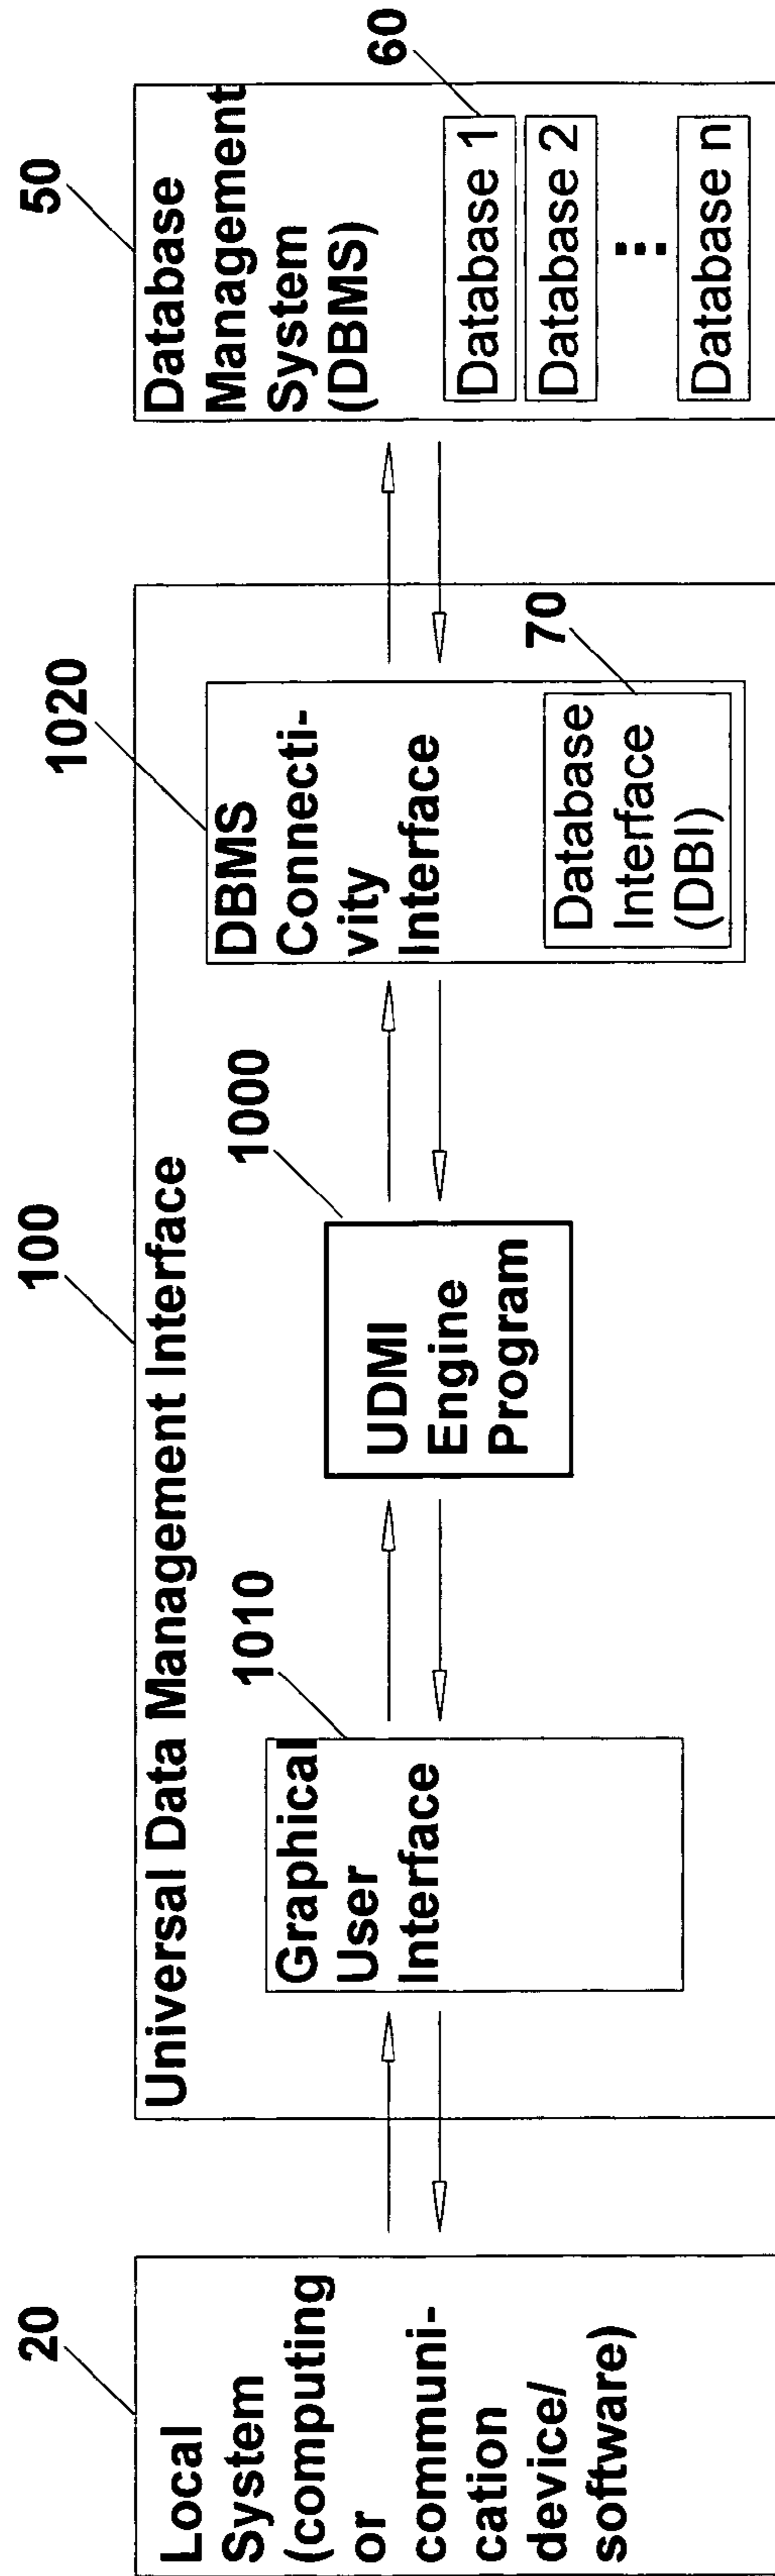 20
Local
System
(computing
or
communi-
cation
device/
software)
100
Universal Data Management Interface
1010
Graphical
User
Interface
1000
UDMI
Engine
Program
1020
DBMS
Connecti-
vity
Interface
70
Database
Interface
(DBI)
50
Database
Management
System
(DBMS)
60
Database 1
Database 2
Database n